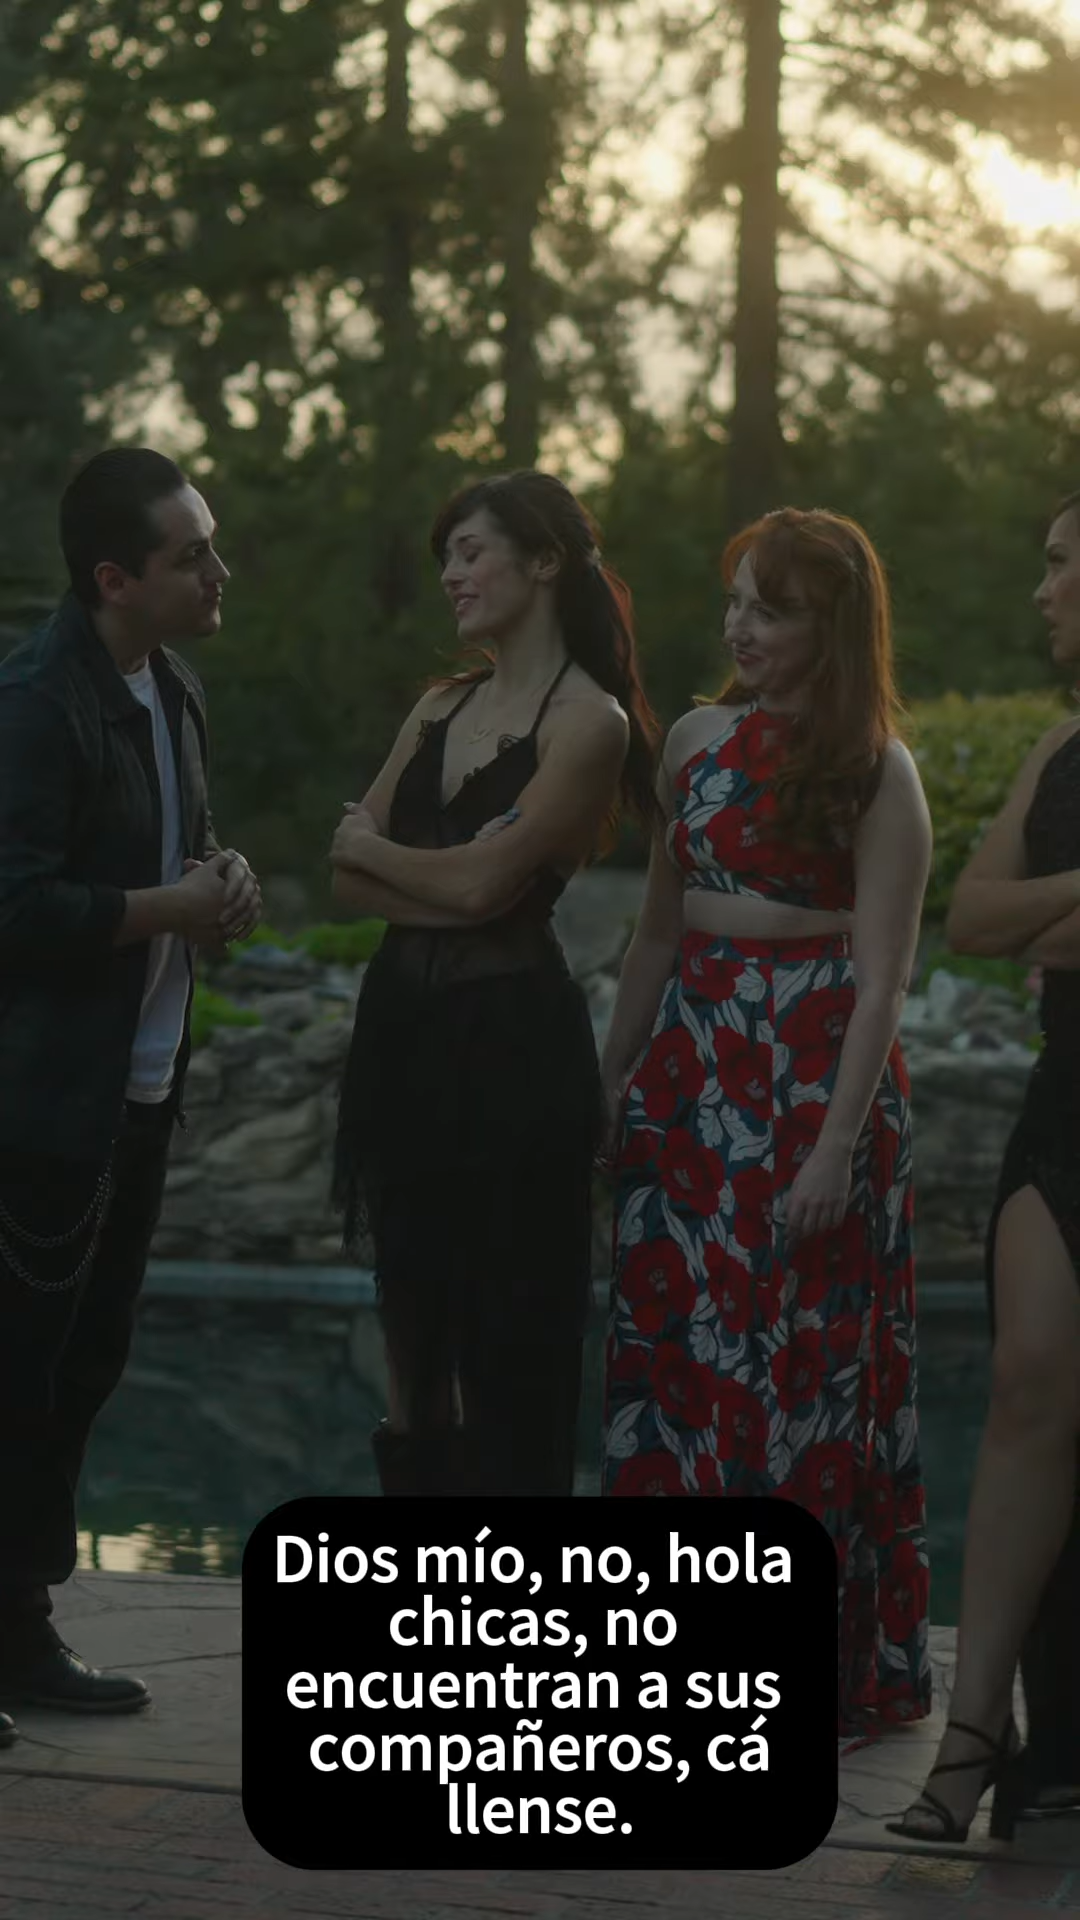 Dios mío, no, hola
chicas, no
encuentran a sus
compañeros, cá
llense.